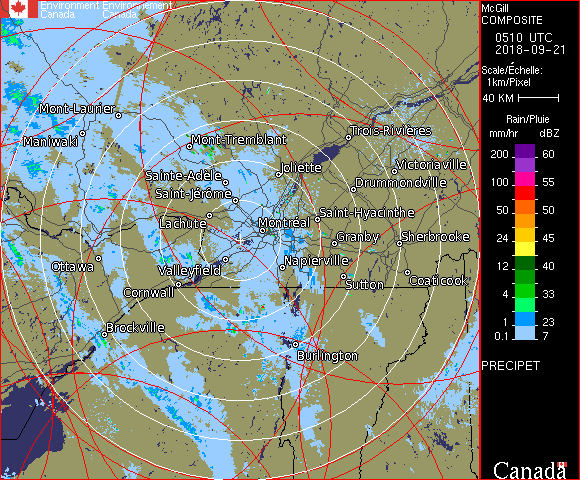 Environment Environnement
Canada Canada
Mont-Laurier
Maniwaki
Mont-Tremblant
Trois-Rivières
Sainte-Adèle
Joliette
Victoriaville
Saint-Jérôme
Drummondville
Lachute
Montréal
Saint-Hyacinthe
Granby
Sherbrooke
Ottawa
Valleyfield
Napierville
Cornwall
Sutton
Coaticook
Brockville
Burlington
McGill
COMPOSITE
0510 UTC
2018-09-21
Scale/Échelle:
1km/Pixel
40 KM
Rain/Pluie
mm/hr dBZ
200 60
100 55
50 50
24 45
12 40
4 33
1 23
0.1 7
PRECIPET
Canada